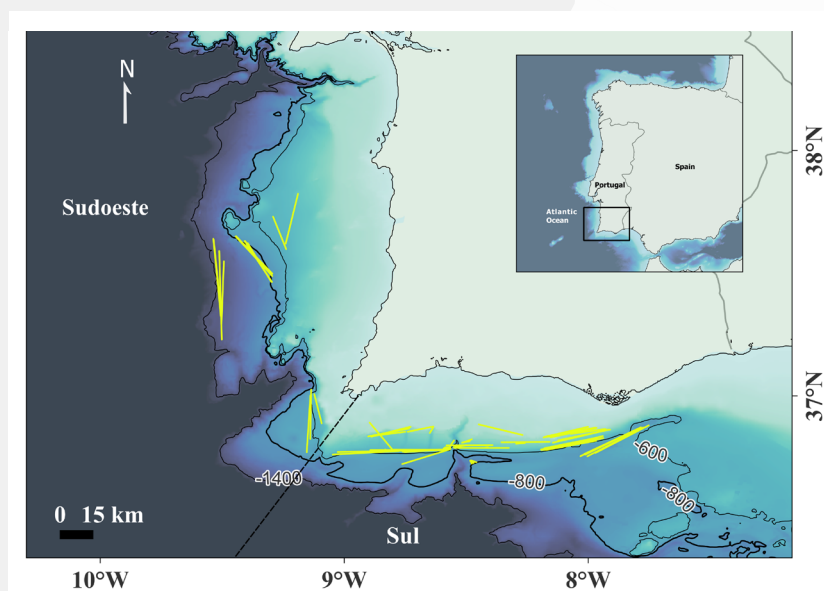 N
38°N
Sudoeste
Portugal
Spain
Atlantic
Ocean
37°N
-600
-1400
-800
-800
0 15 km
Sul
10°W
9°W
8°W